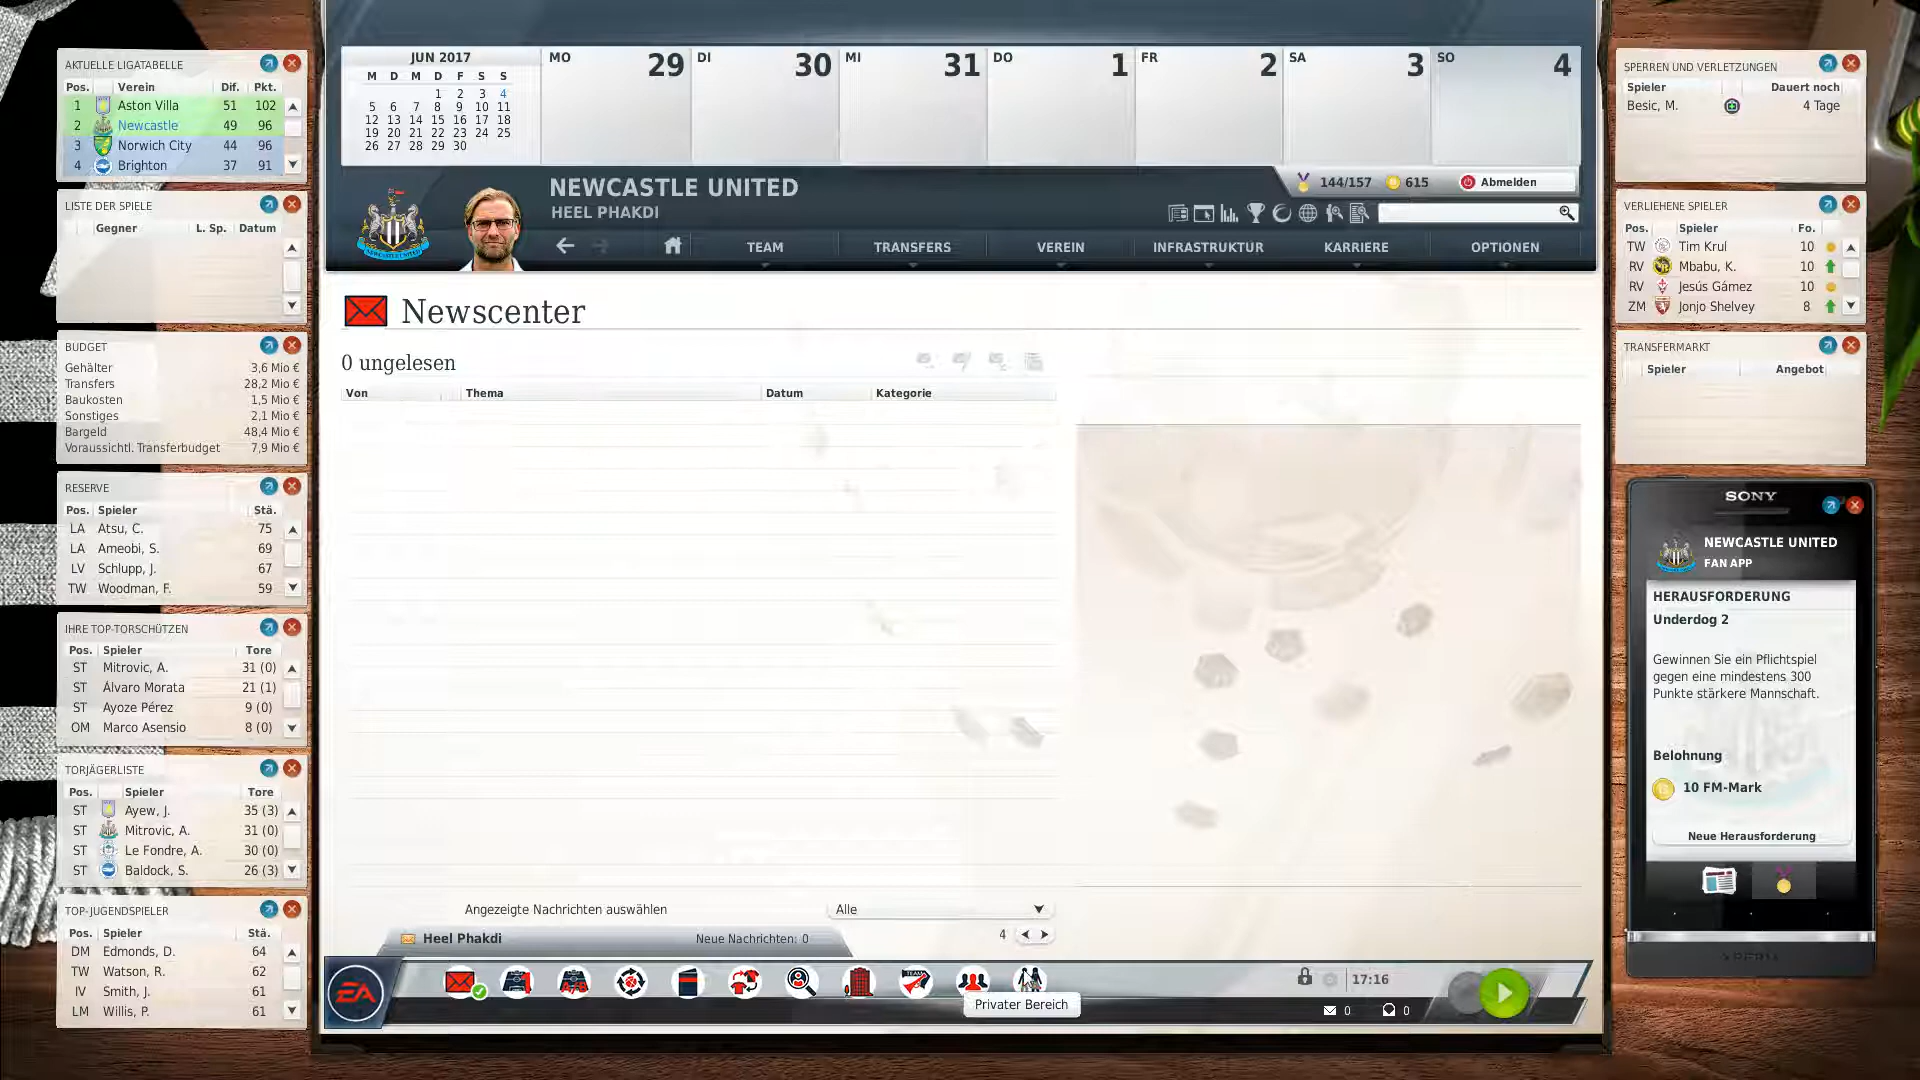 AKTUELLE LIGATABELLE
Pos. Verein Dif. Pkt.
1 Aston Villa 51 102
2 Newcastle 49 96
3 Norwich City 44 96
4 Brighton 37 91
LISTE DER SPIELE
Gegner L. Sp. Datum
BUDGET
Gehälter 3,6 Mio €
Transfers 28,2 Mio €
Baukosten 1,5 Mio €
Sonstiges 2,1 Mio €
Bargeld 48,4 Mio €
Voraussichtl. Transferbudget 7,9 Mio €
RESERVE
Pos. Spieler Stä.
LA Atsu, C. 75
LA Ameobi, S. 69
LV Schlupp, J. 67
TW Woodman, F. 59
IHRE TOP-TORSCHÜTZEN
Pos. Spieler Tore
ST Mitrovic, A. 31 (0)
ST Álvaro Morata 21 (1)
ST Ayoze Pérez 9 (0)
OM Marco Asensio 8 (0)
TORJÄGERLISTE
Pos. Spieler Tore
ST Ayew, J. 35 (3)
ST Mitrovic, A. 31 (0)
ST Le Fondre, A. 30 (0)
ST Baldock, S. 26 (3)
TOP-JUGENDSPIELER
Pos. Spieler Stä.
DM Edmonds, D. 64
TW Watson, R. 62
IV Smith, J. 61
LM Willis, P. 61
JUN 2017
M D M D F S S
1 2 3 4
5 6 7 8 9 10 11
12 13 14 15 16 17 18
19 20 21 22 23 24 25
26 27 28 29 30
MO 29 DI 30 MI 31 DO 1 FR 2 SA 3 SO 4
NEWCASTLE UNITED
HEEL PHAKDI
144/157 615 Abmelden
TEAM TRANSFERS VEREIN INFRASTRUKTUR KARRIERE OPTIONEN
Newscenter
0 ungelesen
Von Thema Datum Kategorie
Angezeigte Nachrichten auswählen Alle
4
Heel Phakdi Neue Nachrichten: 0
EA
A/B
TEAM
Privater Bereich
17:16
0 0
SPERREN UND VERLETZUNGEN
Spieler Dauert noch
Besic, M. 4 Tage
VERLIEHENE SPIELER
Pos. Spieler Fo.
TW Tim Krul 10
RV Mbabu, K. 10
RV Jesús Gámez 10
ZM Jonjo Shelvey 8
TRANSFERMARKT
Spieler Angebot
SONY
NEWCASTLE UNITED
FAN APP
HERAUSFORDERUNG
Underdog 2
Gewinnen Sie ein Pflichtspiel
gegen eine mindestens 300
Punkte stärkere Mannschaft.
Belohnung
10 FM-Mark
Neue Herausforderung
XPERIA